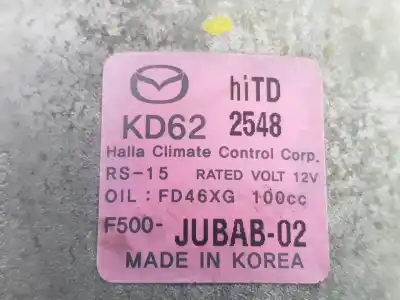 hiTD
KD62 2548
Halla Climate Control Corp.
RS-15 RATED VOLT 12V
OIL : FD46XG 100cc
F500- JUBAB-02
MADE IN KOREA